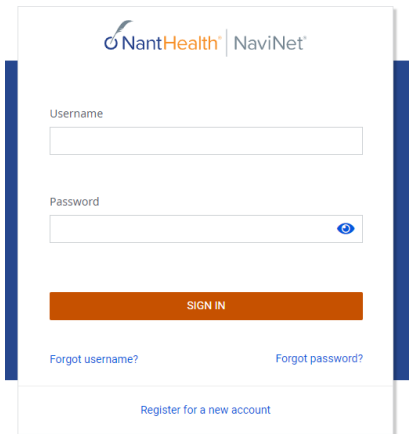 NantHealth® NaviNet®
Username
Password
SIGN IN
Forgot username? Forgot password?
Register for a new account